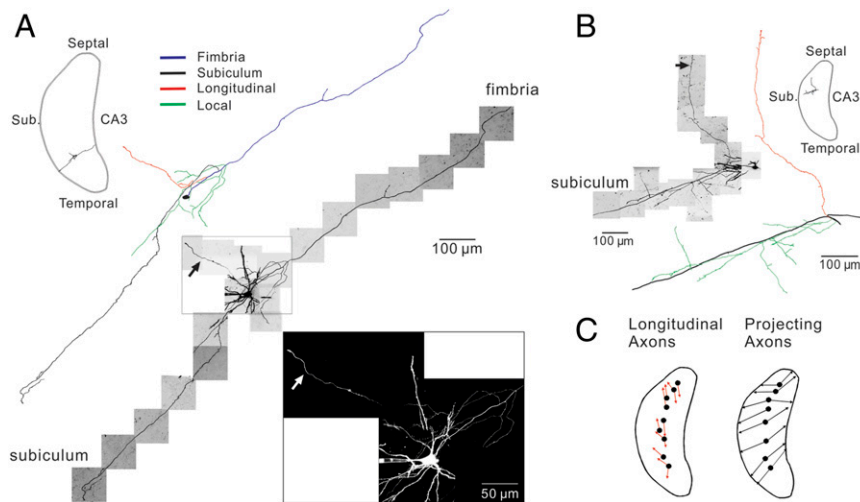 A
Septal
Sub.
CA3
Temporal
Fimbria
Subiculum
Longitudinal
Local
fimbria
100 µm
subiculum
50 µm
B
Septal
Sub.
CA3
Temporal
subiculum
100 µm
100 µm
C
Longitudinal
Axons
Projecting
Axons